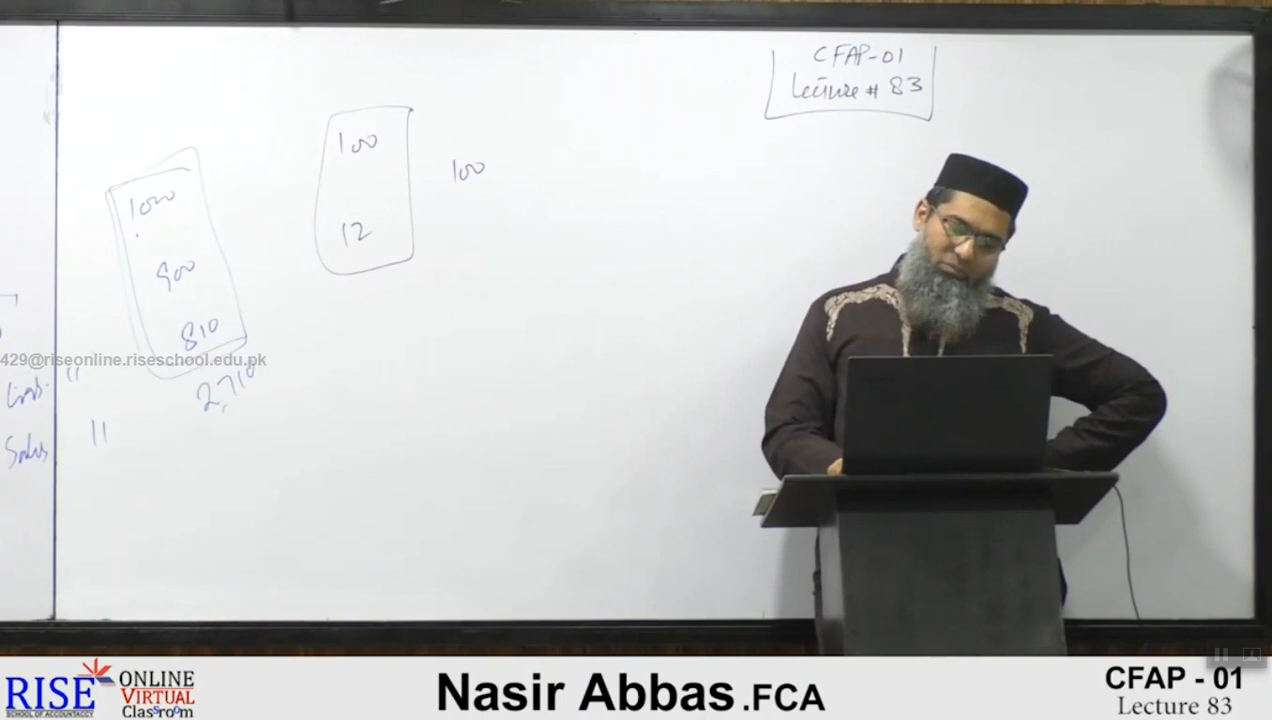 CFAP-01
Lecture # 83
100
100
12
1000
900
810
2,710
429@riseonline.riseschool.edu.pk
"
Sales "
RISE
SCHOOL OF ACCOUNTANCY
ONLINE
VIRTUAL
Clasroom
Nasir Abbas.FCA
CFAP - 01
Lecture 83